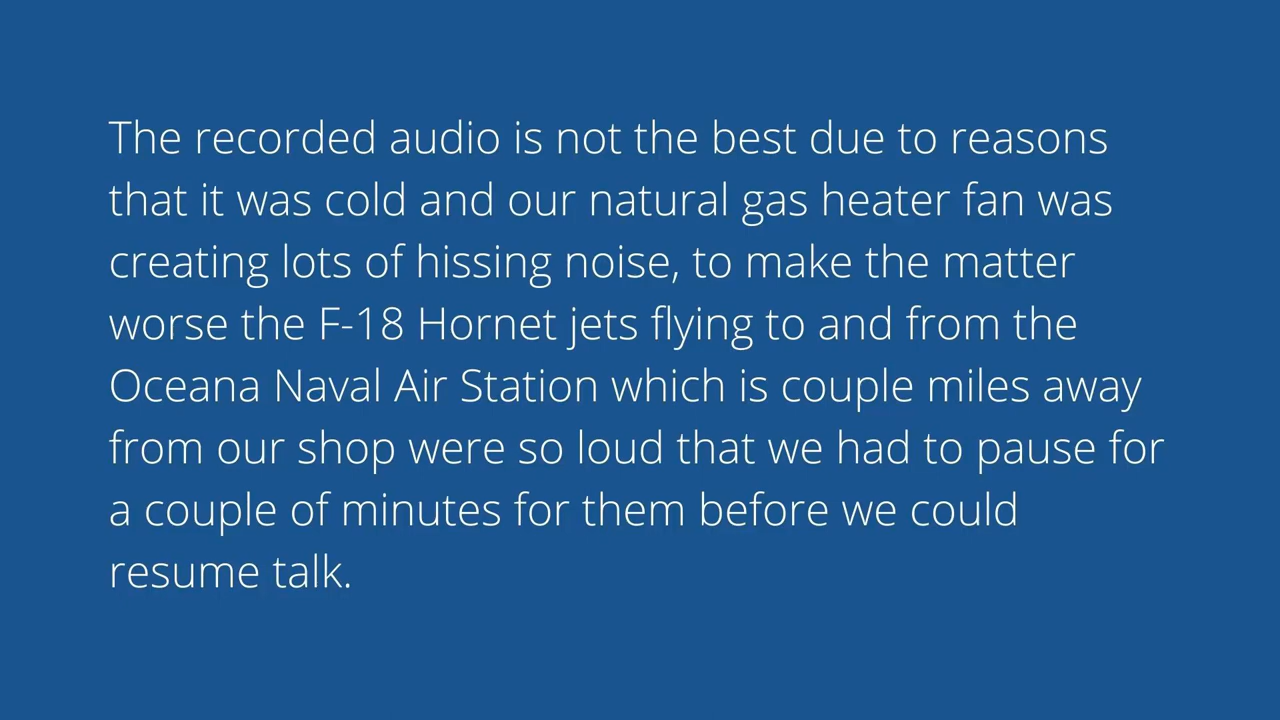 The recorded audio is not the best due to reasons
that it was cold and our natural gas heater fan was
creating lots of hissing noise, to make the matter
worse the F-18 Hornet jets flying to and from the
Oceana Naval Air Station which is couple miles away
from our shop were so loud that we had to pause for
a couple of minutes for them before we could
resume talk.